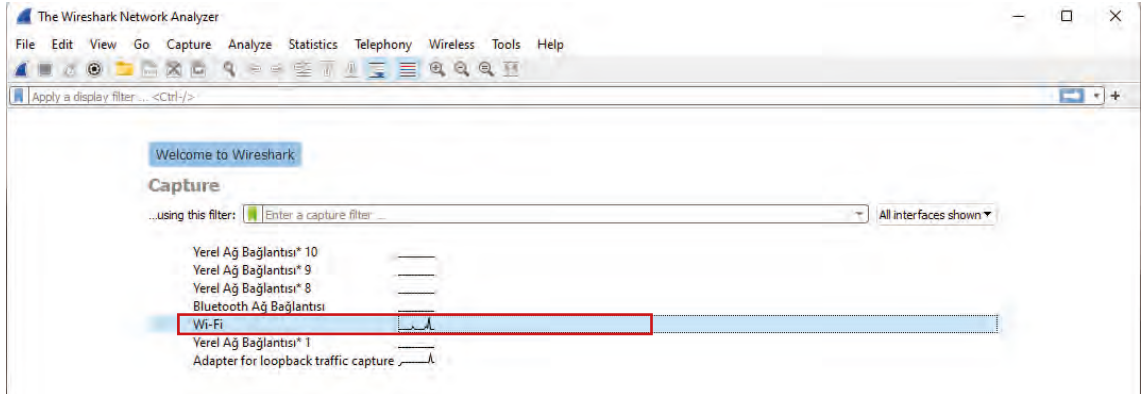 The Wireshark Network Analyzer
File Edit View Go Capture Analyze Statistics Telephony Wireless Tools Help
Apply a display filter ... <Ctrl-/>
Welcome to Wireshark
Capture
...using this filter: Enter a capture filter ... All interfaces shown
Yerel Ağ Bağlantısı* 10
Yerel Ağ Bağlantısı* 9
Yerel Ağ Bağlantısı* 8
Bluetooth Ağ Bağlantısı
Wi-Fi
Yerel Ağ Bağlantısı* 1
Adapter for loopback traffic capture